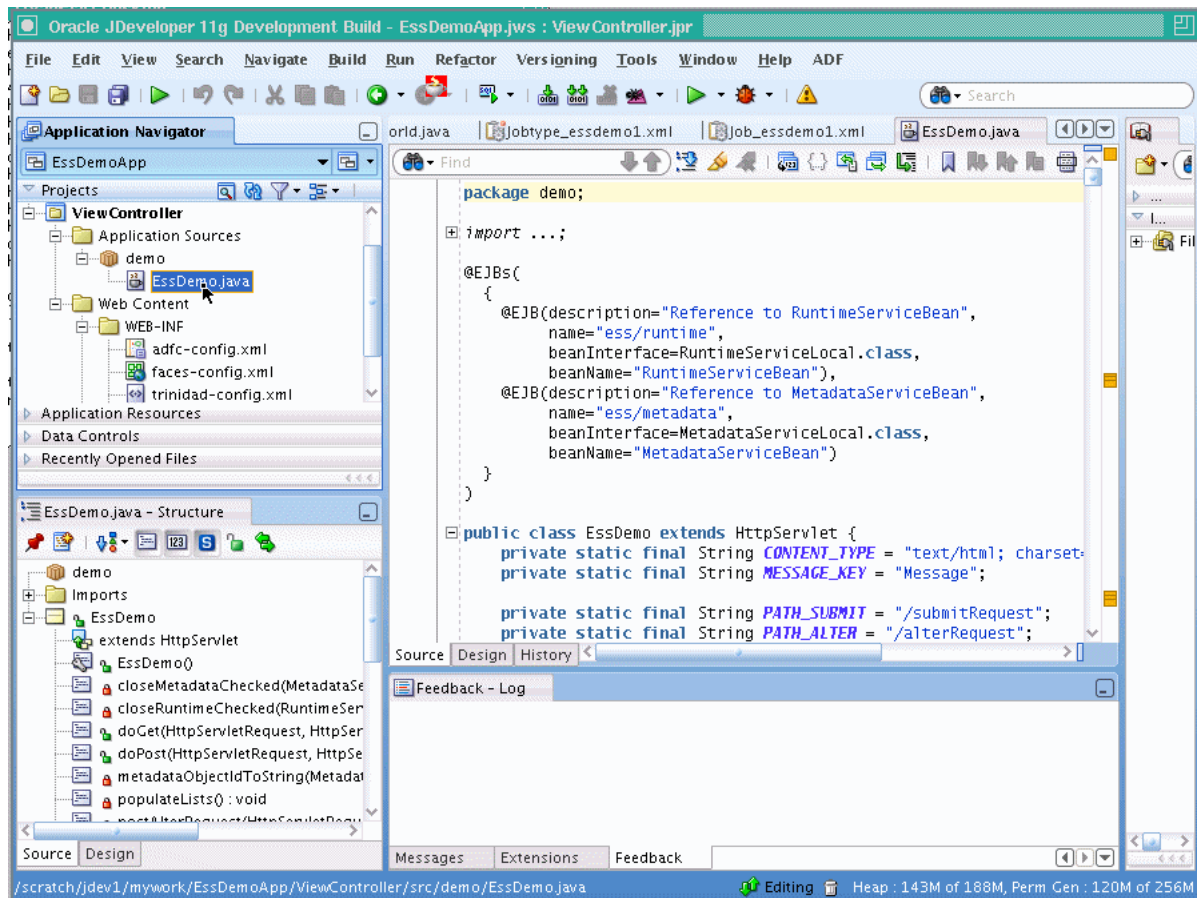 Oracle JDeveloper 11g Development Build - EssDemoApp.jws : ViewController.jpr
File Edit View Search Navigate Build Run Refactor Versioning Tools Window Help ADF
Search
Application Navigator
EssDemoApp
Projects
ViewController
Application Sources
demo
EssDemo.java
Web Content
WEB-INF
adfc-config.xml
faces-config.xml
trinidad-config.xml
Application Resources
Data Controls
Recently Opened Files
EssDemo.java - Structure
demo
Imports
EssDemo
extends HttpServlet
EssDemo()
closeMetadataChecked(MetadataSe
closeRuntimeChecked(RuntimeSer
doGet(HttpServletRequest, HttpSer
doPost(HttpServletRequest, HttpSe
metadataObjectIdToString(Metadat
populateLists() : void
Source Design
orld.java Jobtype_essdemo1.xml Job_essdemo1.xml EssDemo.java
Find
package demo;
import ...;
@EJBs(
{
@EJB(description="Reference to RuntimeServiceBean",
name="ess/runtime",
beanInterface=RuntimeServiceLocal.class,
beanName="RuntimeServiceBean"),
@EJB(description="Reference to MetadataServiceBean",
name="ess/metadata",
beanInterface=MetadataServiceLocal.class,
beanName="MetadataServiceBean")
}
)
public class EssDemo extends HttpServlet {
private static final String CONTENT_TYPE = "text/html; charset=
private static final String MESSAGE_KEY = "Message";
private static final String PATH_SUBMIT = "/submitRequest";
private static final String PATH_ALTER = "/alterRequest";
Source Design History
Feedback - Log
Messages Extensions Feedback
...
I...
Fil
/scratch/jdev1/mywork/EssDemoApp/ViewController/src/demo/EssDemo.java Editing Heap : 143M of 188M, Perm Gen : 120M of 256M